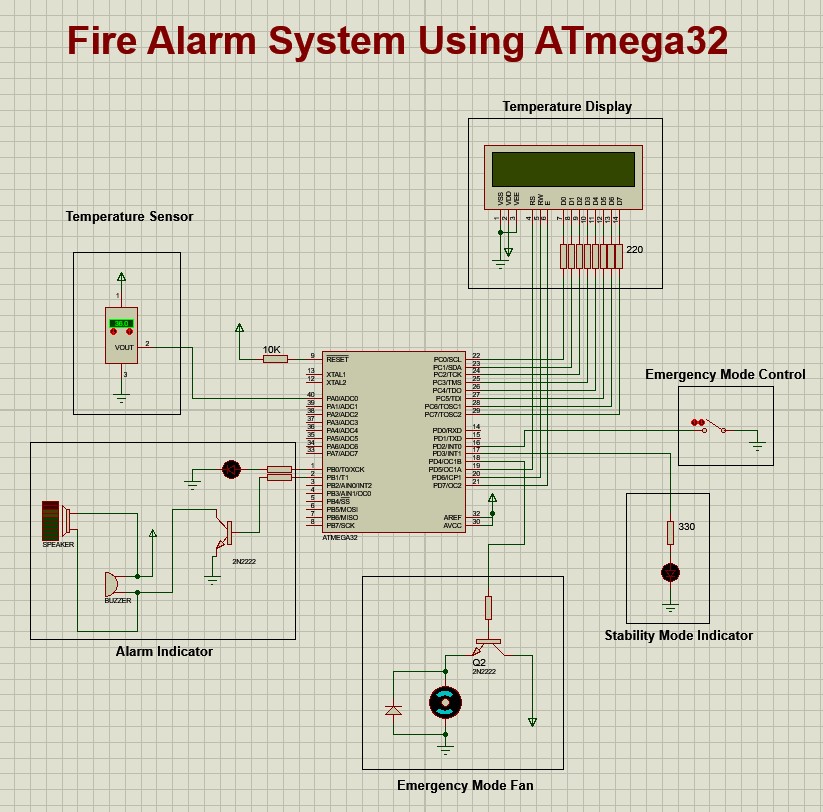 Fire Alarm System Using ATmega32
Temperature Display
VSS
VDD
VEE
RS
RW
E
D0
D1
D2
D3
D4
D5
D6
D7
1
2
3
4
5
6
7
8
9
10
11
12
13
14
220
Temperature Sensor
1
VOUT
2
3
10K
9 RESET PC0/SCL 22
PC1/SDA 23
13 XTAL1 PC2/TCK 24
12 XTAL2 PC3/TMS 25
PC4/TDO 26
40 PA0/ADC0 PC5/TDI 27
39 PA1/ADC1 PC6/TOSC1 28
38 PA2/ADC2 PC7/TOSC2 29
37 PA3/ADC3
36 PA4/ADC4 PD0/RXD 14
35 PA5/ADC5 PD1/TXD 15
34 PA6/ADC6 PD2/INT0 16
33 PA7/ADC7 PD3/INT1 17
PD4/OC1B 18
1 PB0/T0/XCK PD5/OC1A 19
2 PB1/T1 PD6/ICP1 20
3 PB2/AIN0/INT2 PD7/OC2 21
4 PB3/AIN1/OC0
5 PB4/SS
6 PB5/MOSI
7 PB6/MISO AREF 32
8 PB7/SCK AVCC 30
ATMEGA32
Emergency Mode Control
330
Stability Mode Indicator
SPEAKER
2N2222
BUZZER
Alarm Indicator
Q2
2N2222
Emergency Mode Fan